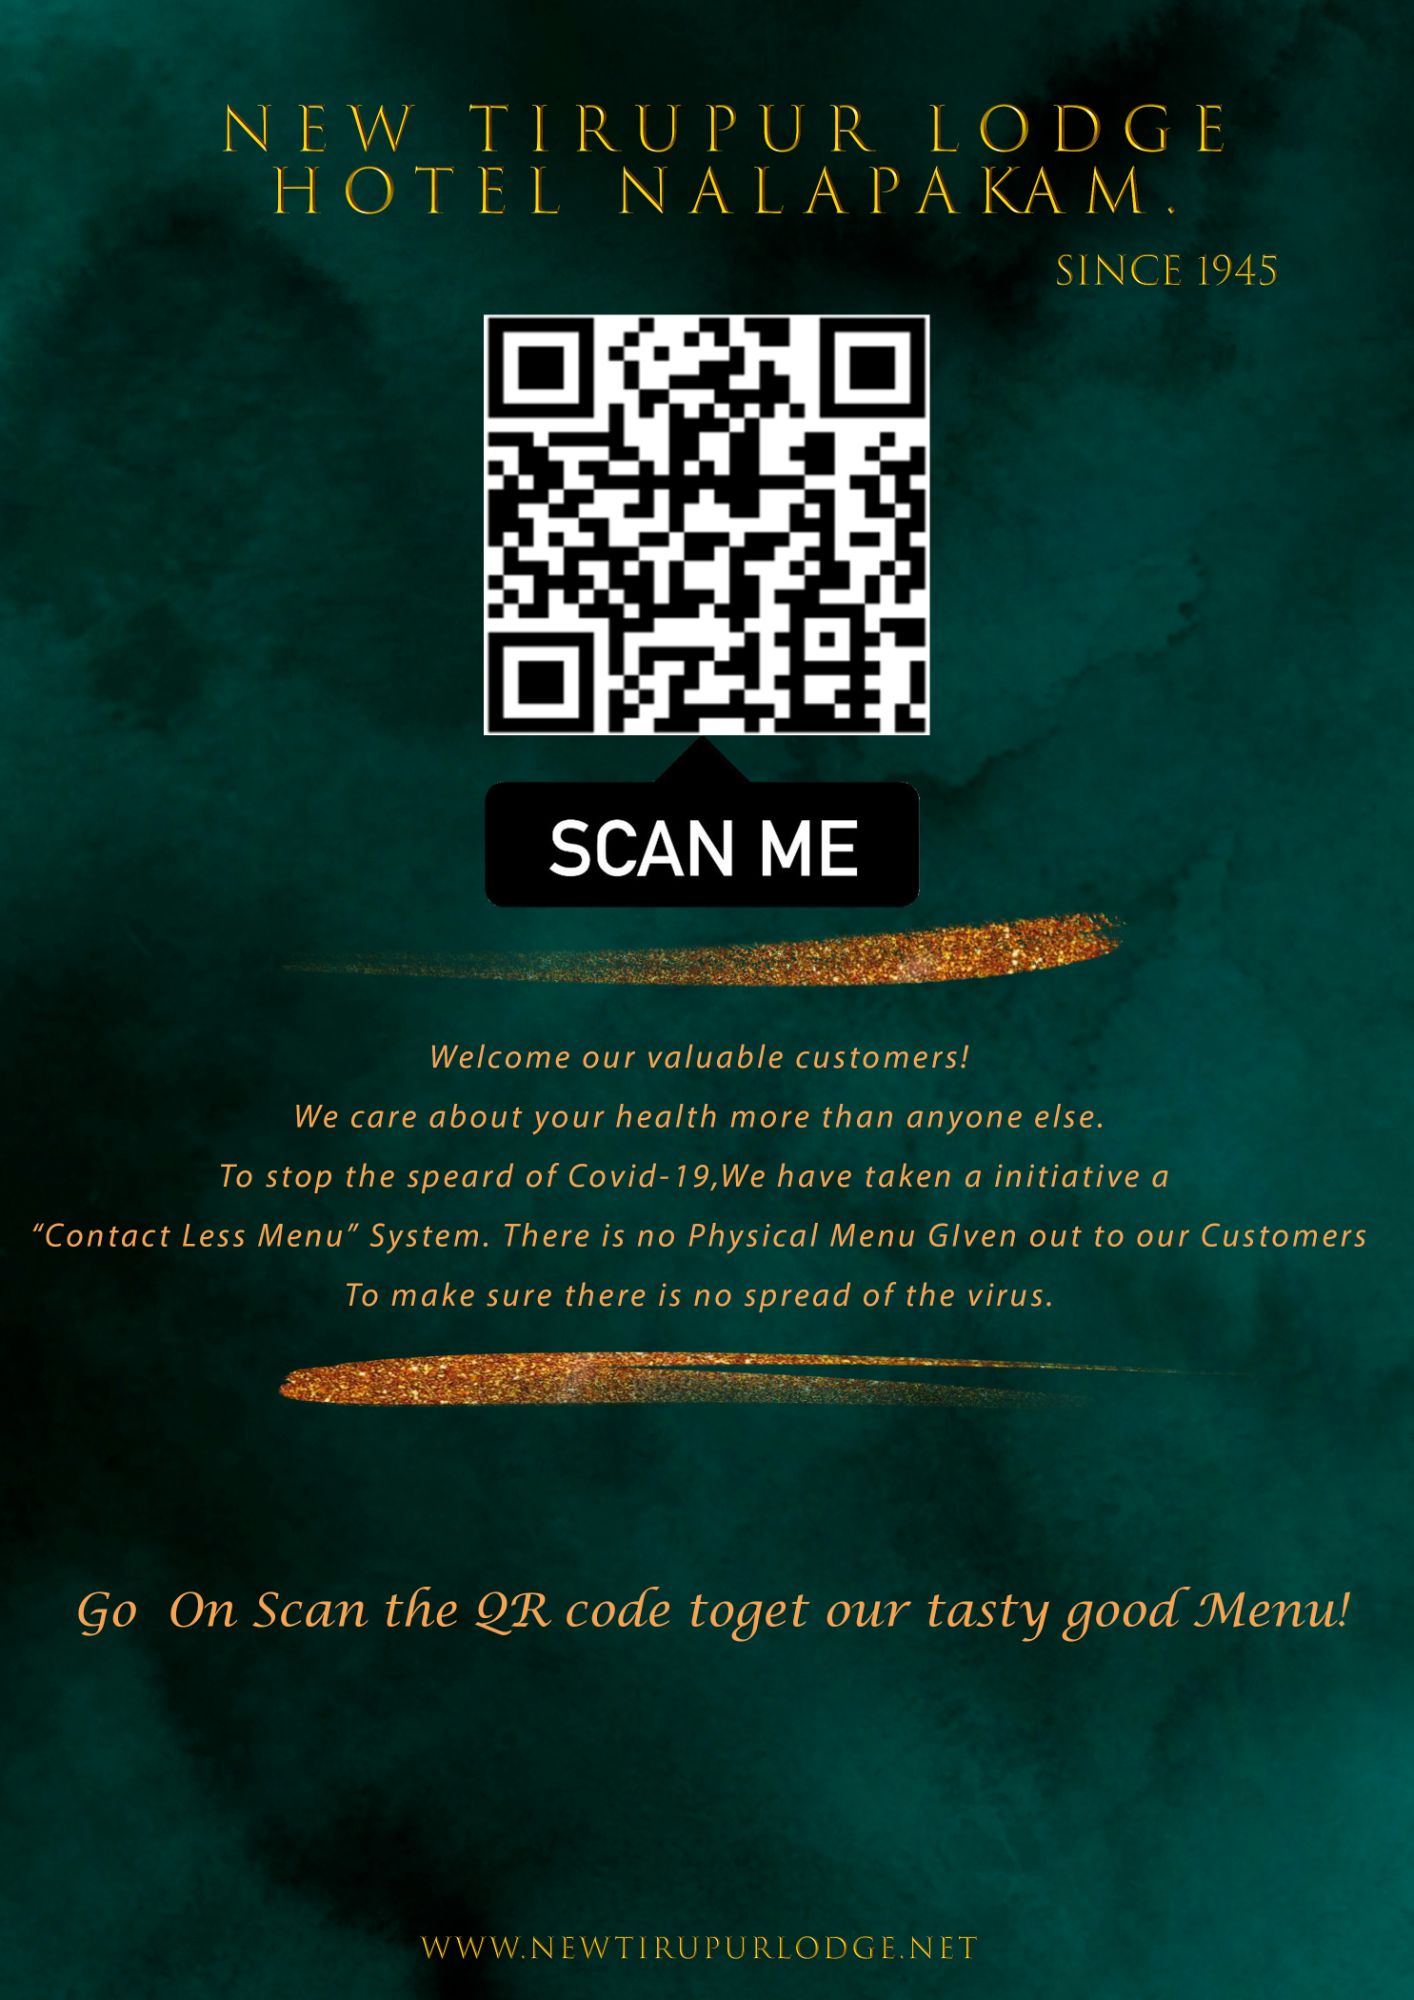 NEW TIRUPUR LODGE
HOTEL NALAPAKAM.
SINCE 1945
SCAN ME
Welcome our valuable customers!
We care about your health more than anyone else.
To stop the speard of Covid-19,We have taken a initiative a
“Contact Less Menu” System. There is no Physical Menu GIven out to our Customers
To make sure there is no spread of the virus.
Go On Scan the QR code toget our tasty good Menu!
WWW.NEWTIRUPURLODGE.NET